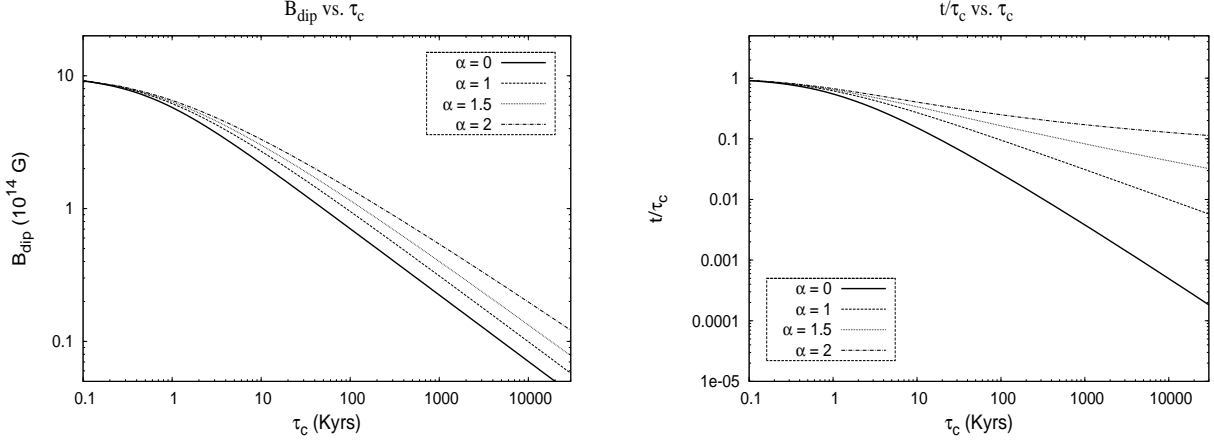 B_dip vs. τ_c
10
1
0.1
B_dip (10^14 G)
α = 0
α = 1
α = 1.5
α = 2
0.1 1 10 100 1000 10000
τ_c (Kyrs)
t/τ_c vs. τ_c
1
0.1
0.01
0.001
0.0001
1e-05
t/τ_c
α = 0
α = 1
α = 1.5
α = 2
0.1 1 10 100 1000 10000
τ_c (Kyrs)